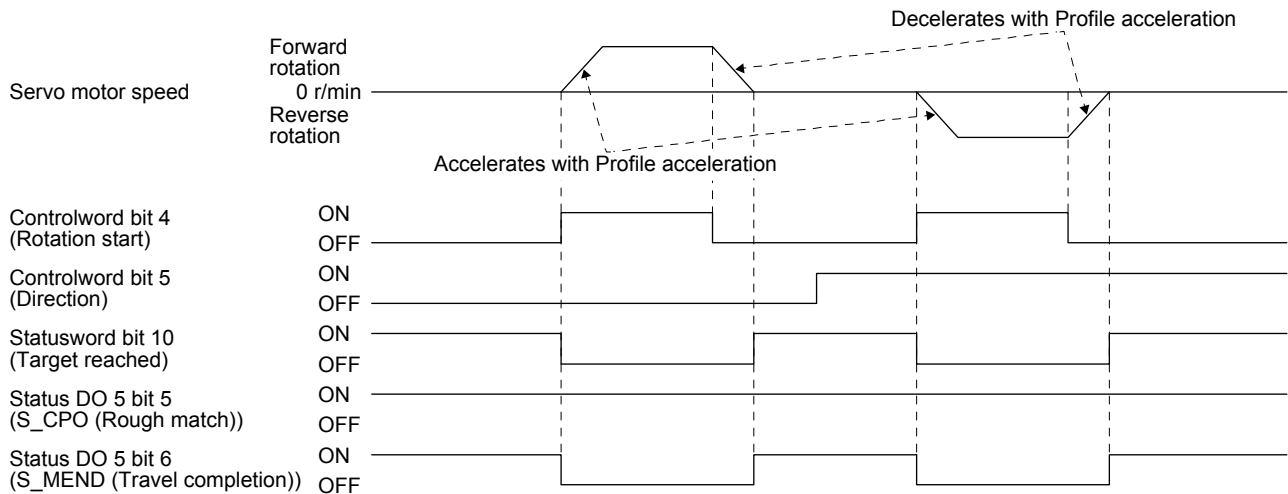 Decelerates with Profile acceleration
Forward
rotation
Servo motor speed 0 r/min
Reverse
rotation
Accelerates with Profile acceleration
Controlword bit 4 ON
(Rotation start) OFF
Controlword bit 5 ON
(Direction) OFF
Statusword bit 10 ON
(Target reached) OFF
Status DO 5 bit 5 ON
(S_CPO (Rough match)) OFF
Status DO 5 bit 6 ON
(S_MEND (Travel completion)) OFF